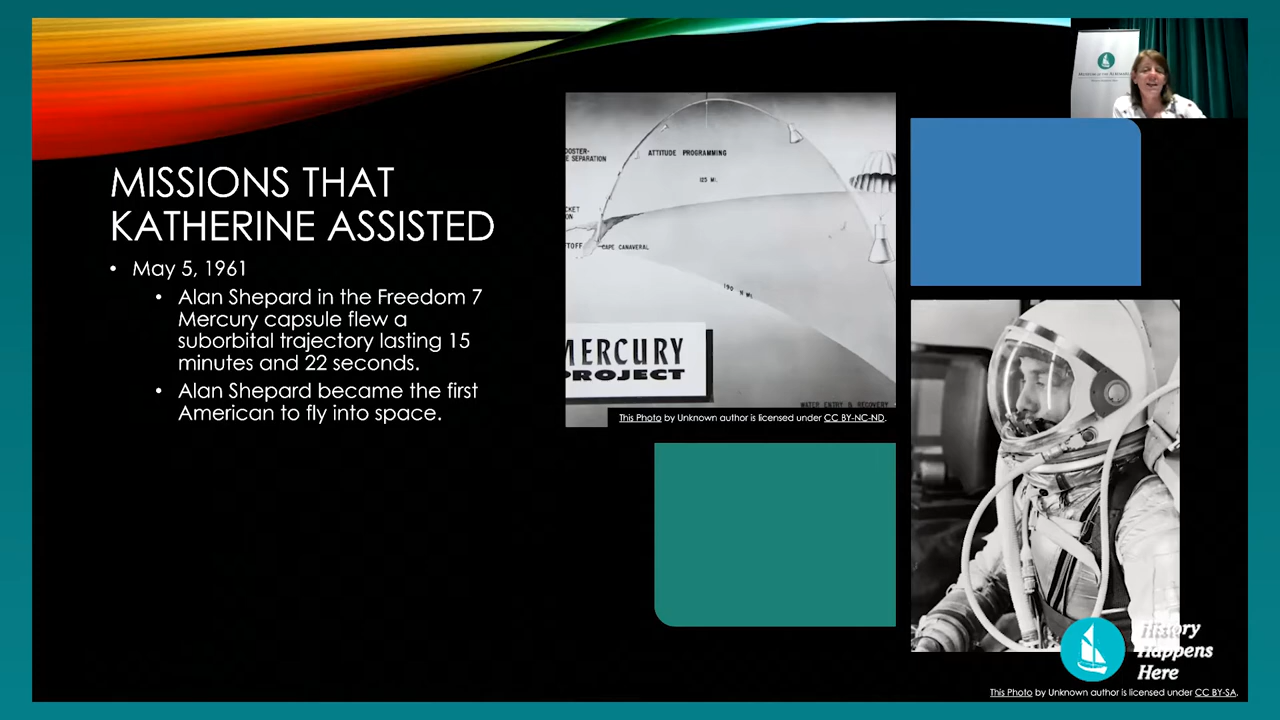 MISSIONS THAT
KATHERINE ASSISTED
• May 5, 1961
• Alan Shepard in the Freedom 7
Mercury capsule flew a
suborbital trajectory lasting 15
minutes and 22 seconds.
• Alan Shepard became the first
American to fly into space.
OOSTER-
E SEPARATION
ATTITUDE PROGRAMMING
125 MI.
CKET
ON
TOFF
CAPE CANAVERAL
190 N MI.
MERCURY
PROJECT
WATER ENTRY & RECOVERY
This Photo by Unknown author is licensed under CC BY-NC-ND.
History
Happens
Here
This Photo by Unknown author is licensed under CC BY-SA.